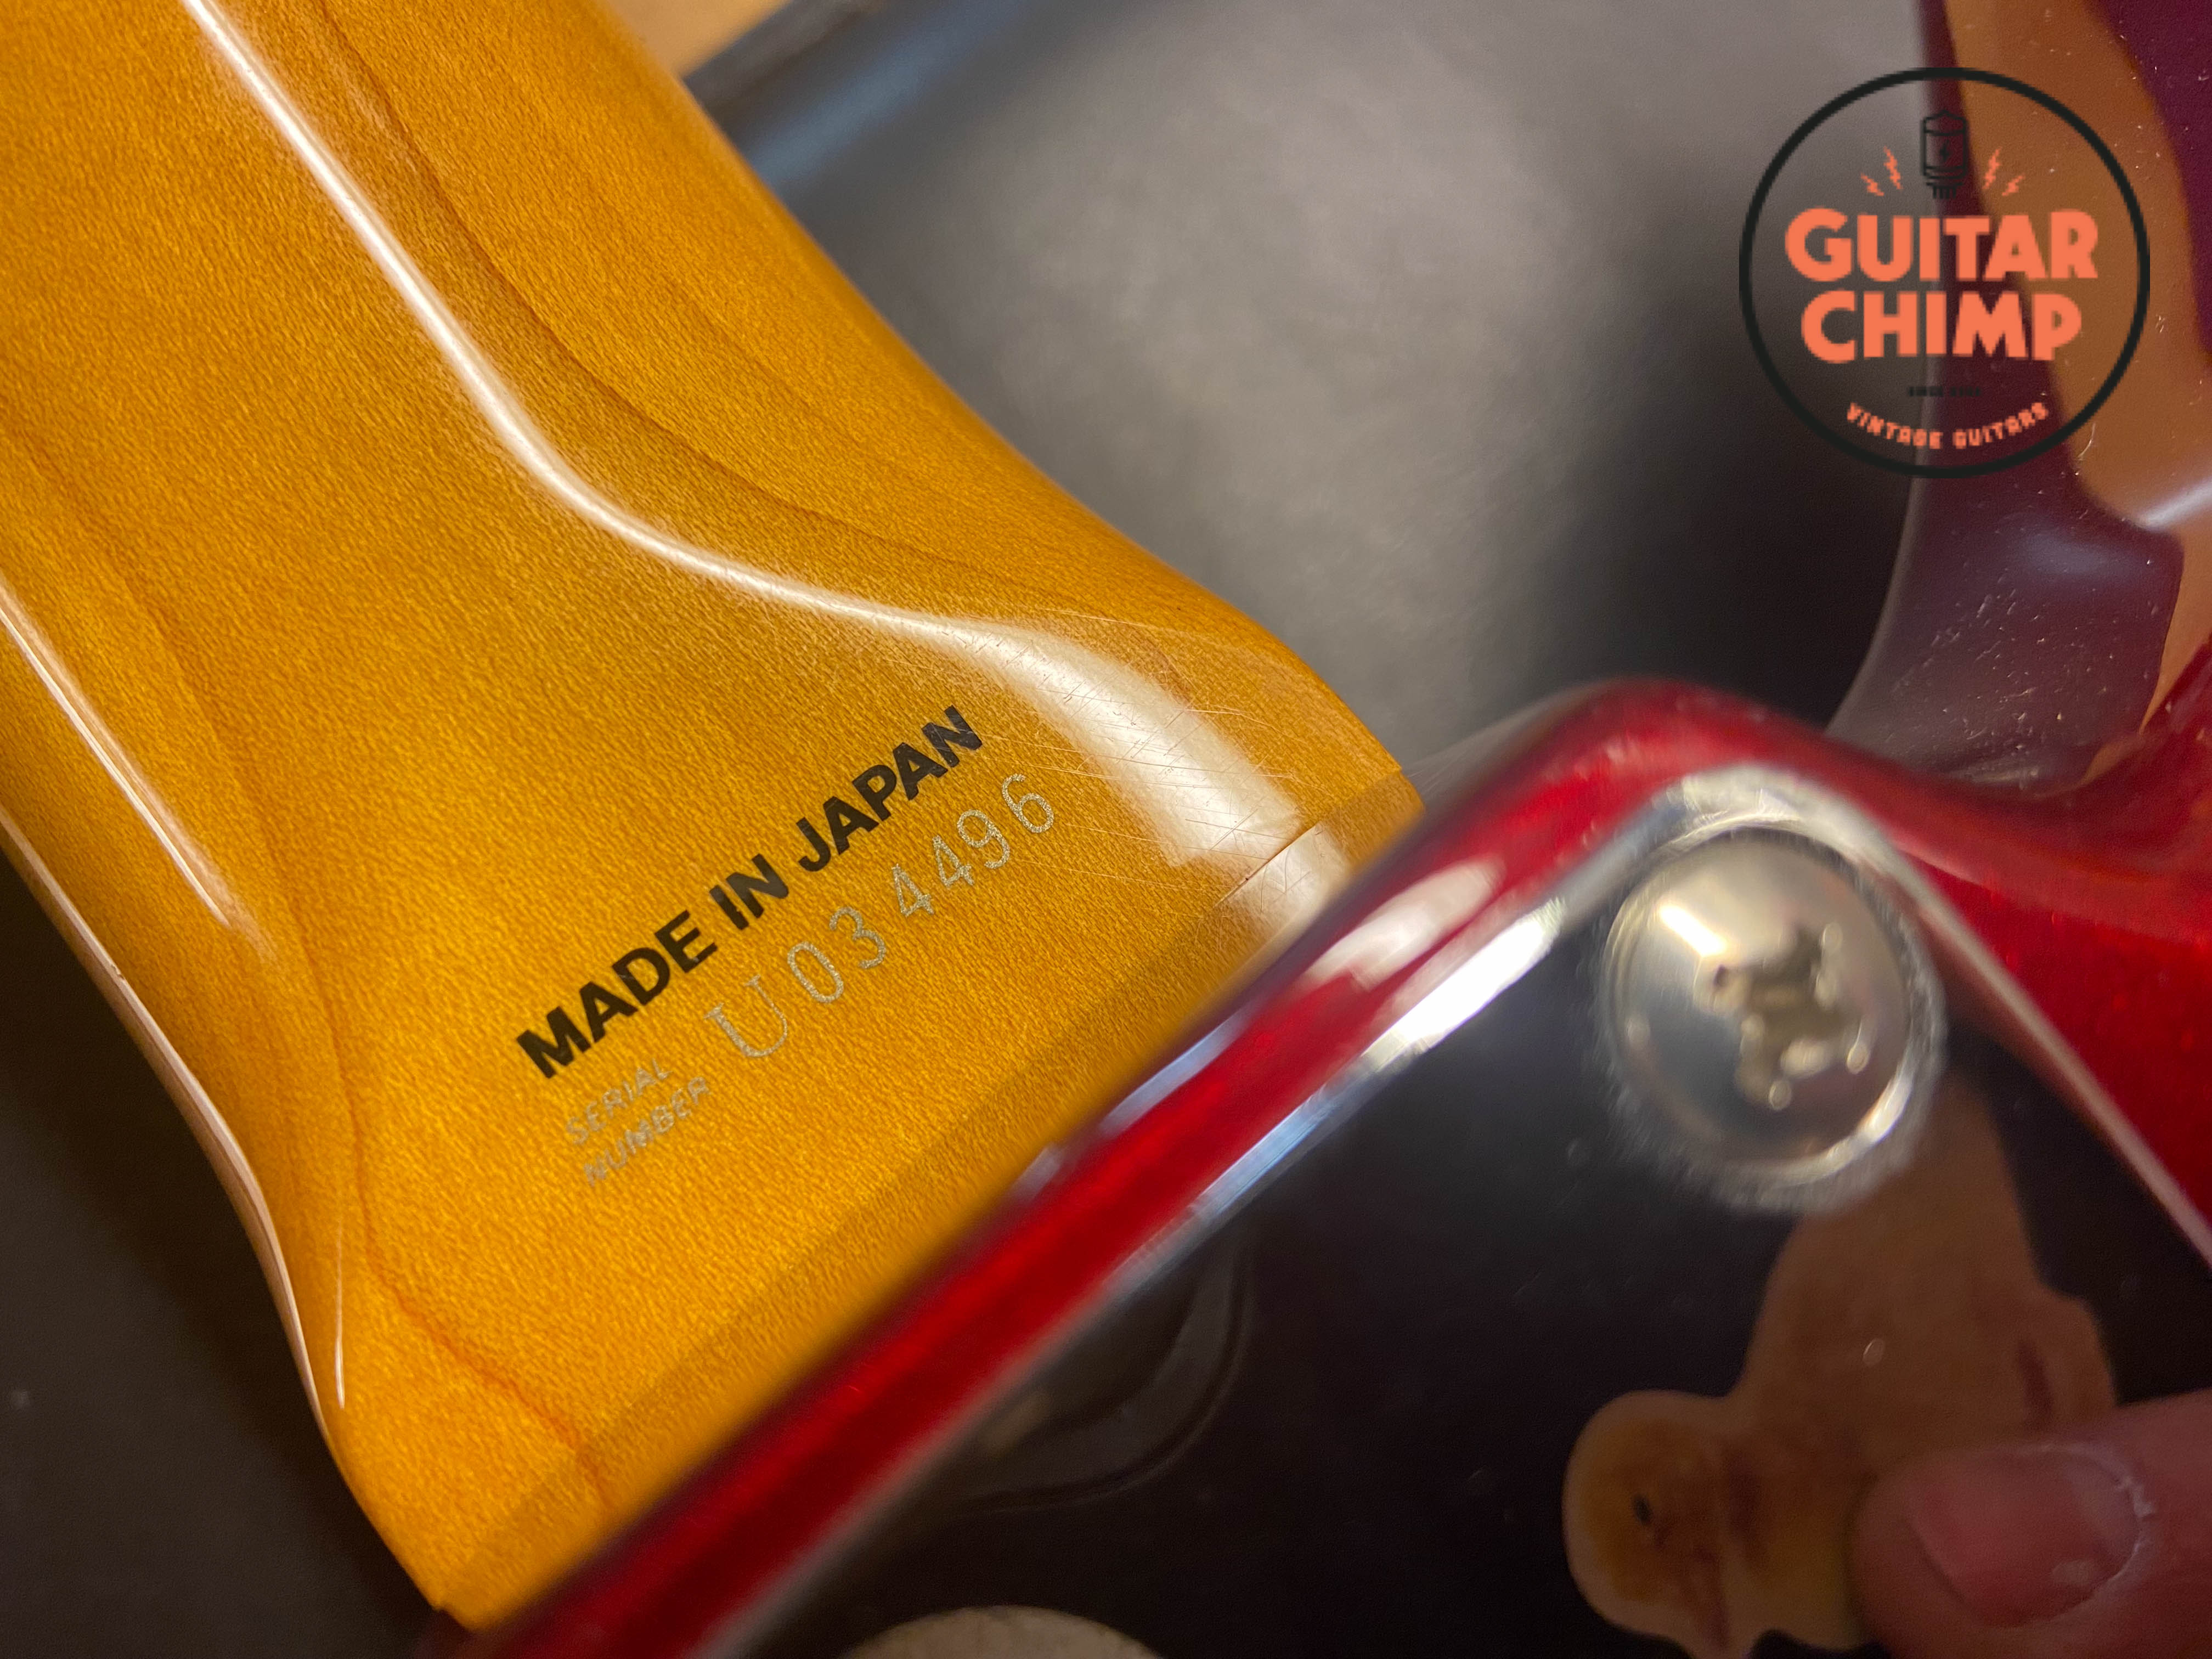 MADE IN JAPAN
SERIAL
NUMBER
U034496
GUITAR
CHIMP
VINTAGE GUITARS